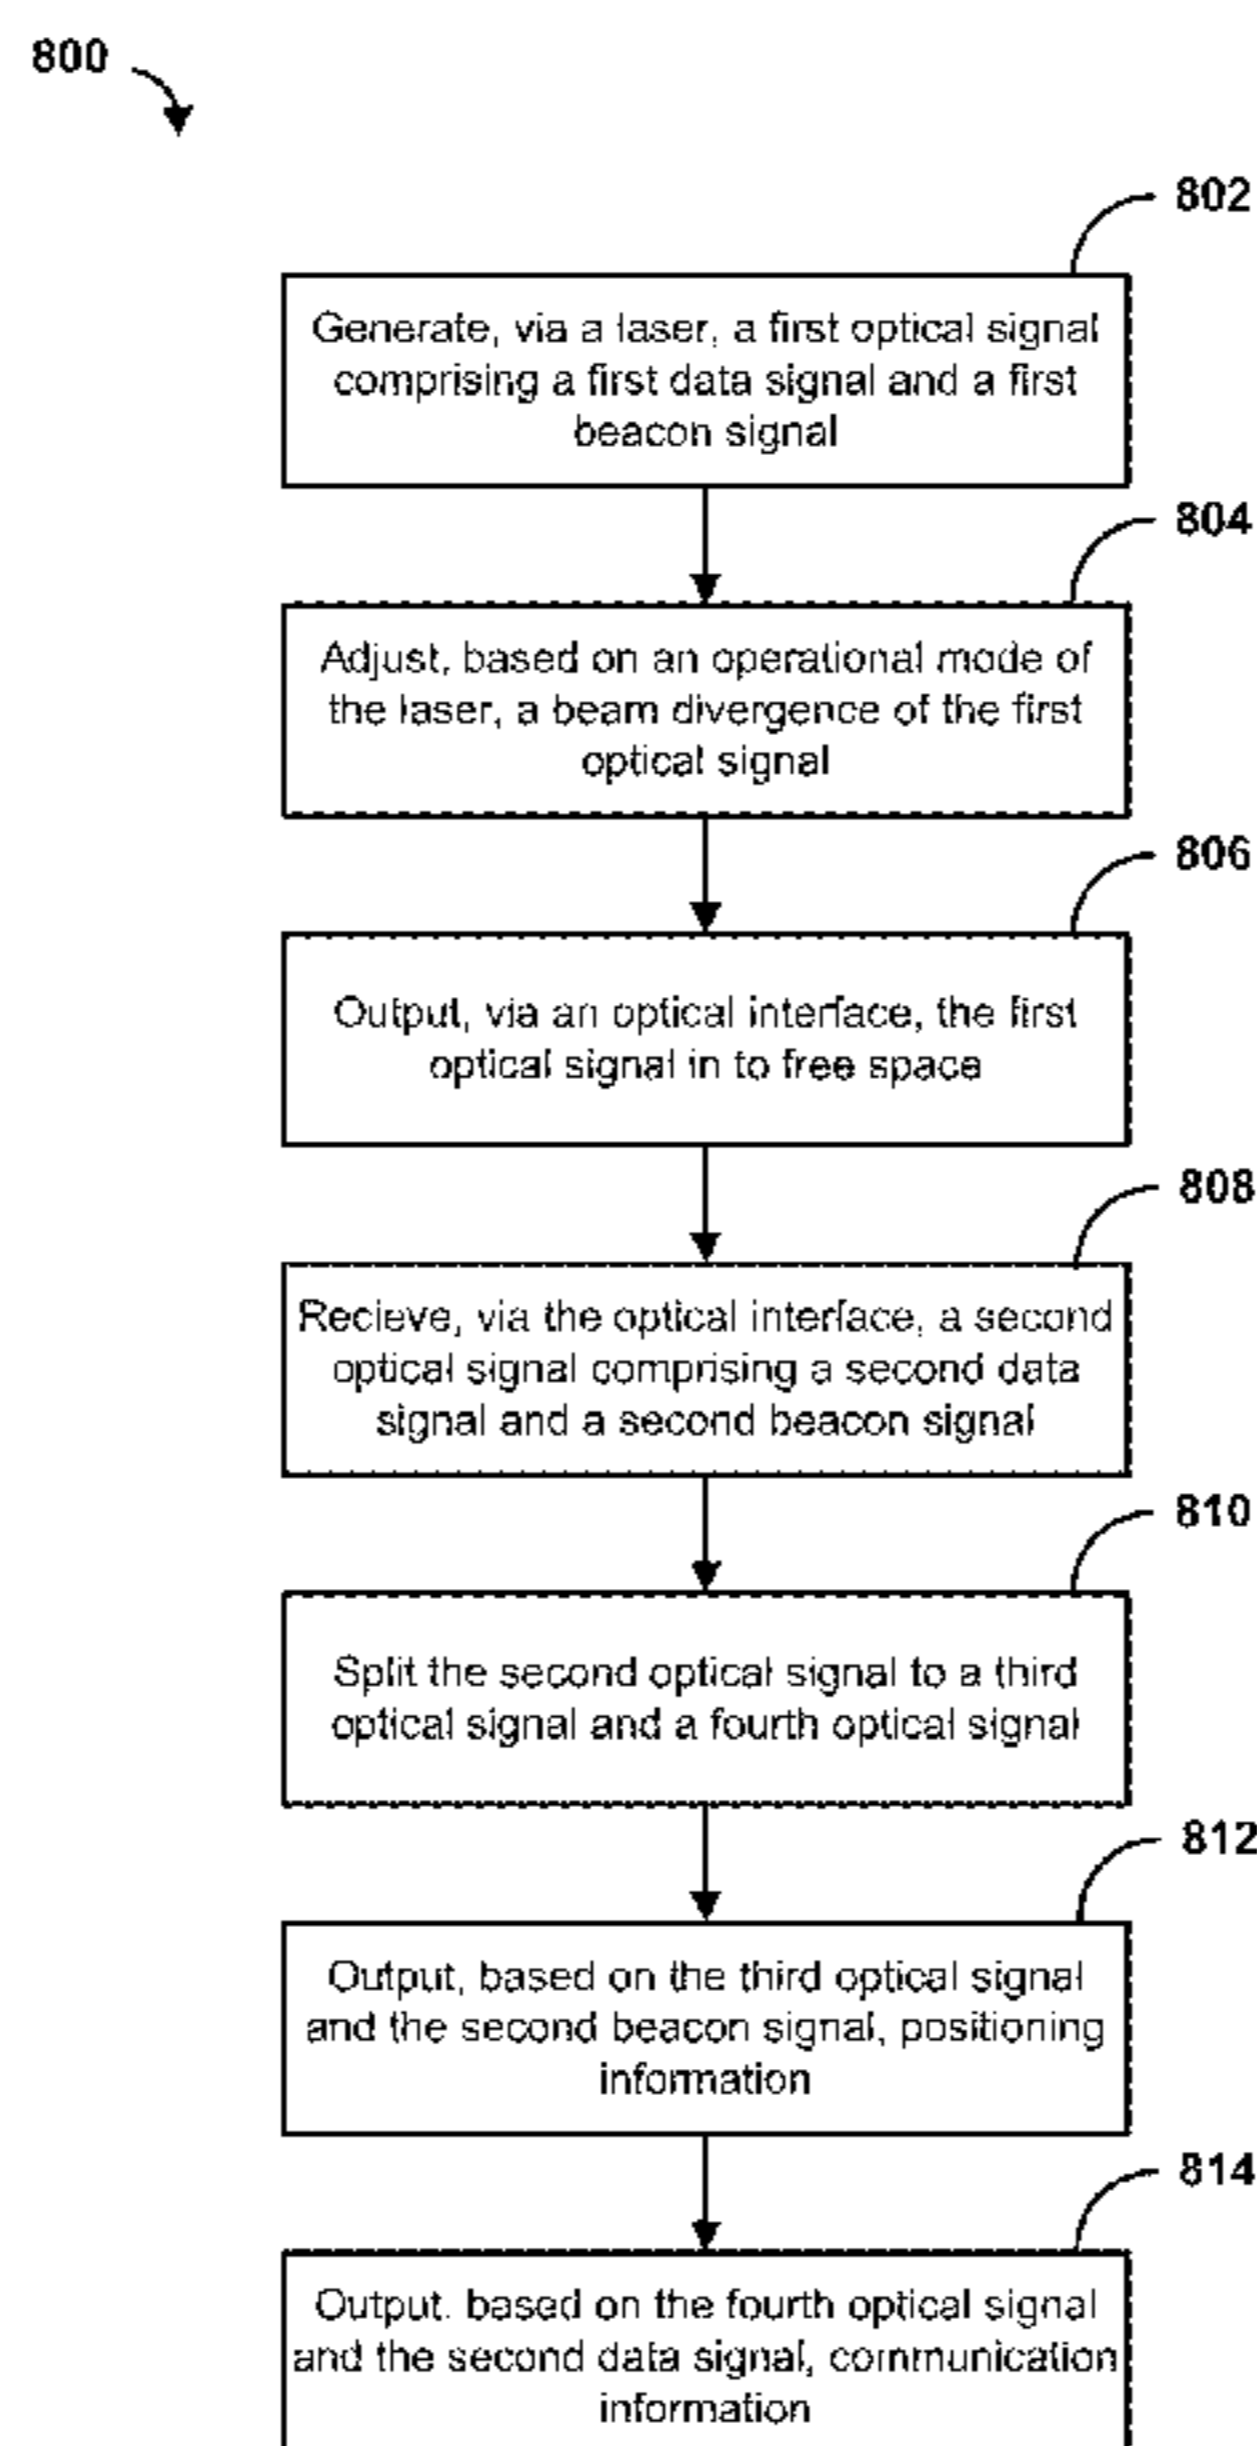 800
802
Generate, via a laser, a first optical signal
comprising a first data signal and a first
beacon signal
804
Adjust, based on an operational mode of
the laser, a beam divergence of the first
optical signal
806
Output, via an optical interface, the first
optical signal in to free space
808
Recieve, via the optical interface, a second
optical signal comprising a second data
signal and a second beacon signal
810
Split the second optical signal to a third
optical signal and a fourth optical signal
812
Output, based on the third optical signal
and the second beacon signal, positioning
information
814
Output, based on the fourth optical signal
and the second data signal, communication
information